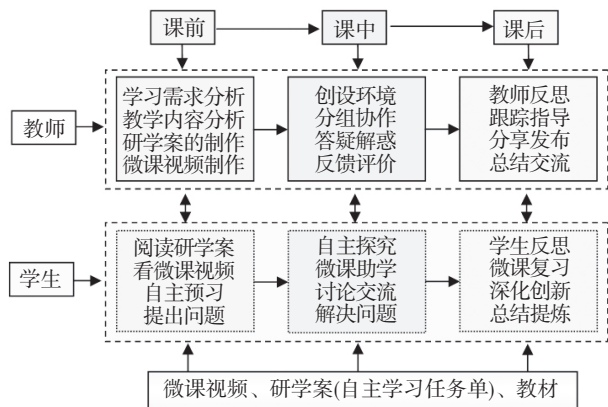 课前
课中
课后
教师
学习需求分析
教学内容分析
研学案的制作
微课视频制作
创设环境
分组协作
答疑解惑
反馈评价
教师反思
跟踪指导
分享发布
总结交流
学生
阅读研学案
看微课视频
自主预习
提出问题
自主探究
微课助学
讨论交流
解决问题
学生反思
微课复习
深化创新
总结提炼
微课视频、研学案(自主学习任务单)、教材